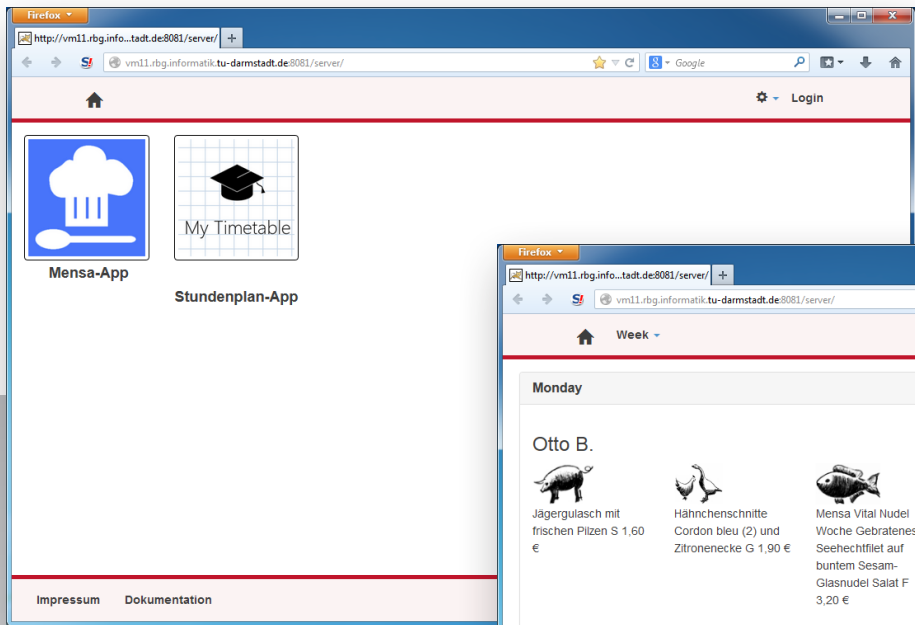 Firefox
http://vm11.rbg.info...tadt.de:8081/server/
vm11.rbg.informatik.tu-darmstadt.de:8081/server/
Google
Login
My Timetable
Mensa-App
Stundenplan-App
Impressum
Dokumentation
Firefox
http://vm11.rbg.info...tadt.de:8081/server/
vm11.rbg.informatik.tu-darmstadt.de:8081/server/
Week
Monday
Otto B.
Jägergulasch mit
frischen Pilzen S 1,60
€
Hähnchenschnitte
Cordon bleu (2) und
Zitronenecke G 1,90 €
Mensa Vital Nudel
Woche Gebratenes
Seehechtfilet auf
buntem Sesam-
Glasnudel Salat F
3,20 €